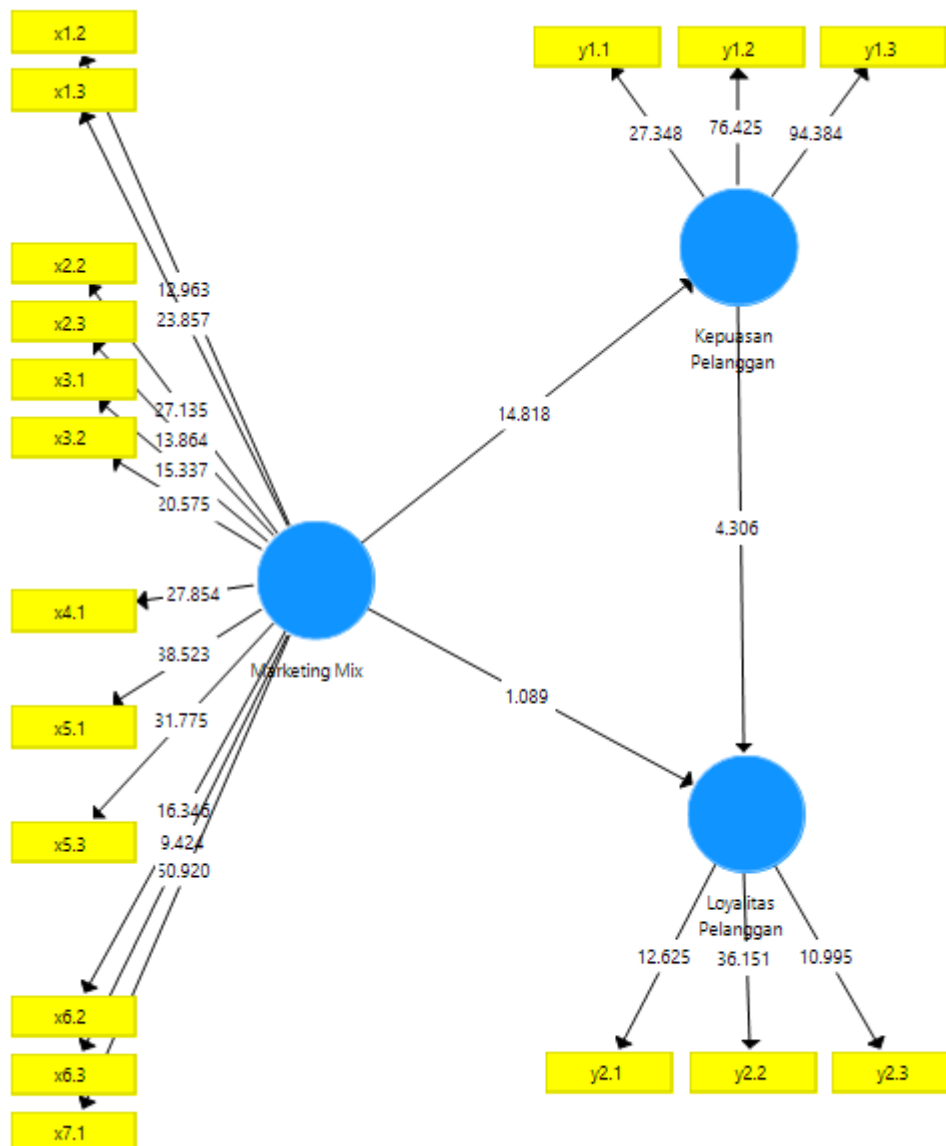 x1.2
x1.3
x2.2
x2.3
x3.1
x3.2
x4.1
x5.1
x5.3
x6.2
x6.3
x7.1
12.963
23.857
27.135
13.864
15.337
20.575
27.854
38.523
31.775
16.346
9.424
Marketing Mix
14.818
1.089
4.306
y1.1
y1.2
y1.3
27.348
76.425
94.384
Kepuasan
Pelanggan
Loyalitas
Pelanggan
12.625
36.151
10.995
y2.1
y2.2
y2.3